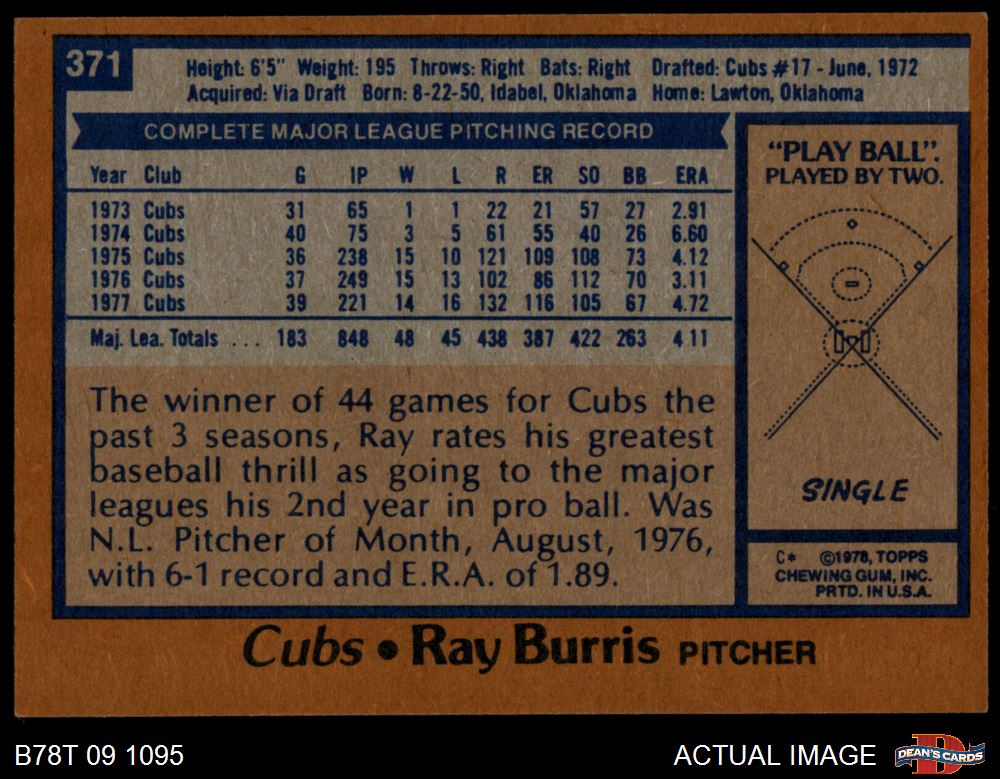 371
Height: 6'5" Weight: 195 Throws: Right Bats: Right Drafted: Cubs #17 - June, 1972
Acquired: Via Draft Born: 8-22-50, Idabel, Oklahoma Home: Lawton, Oklahoma
COMPLETE MAJOR LEAGUE PITCHING RECORD
Year Club G IP W L R ER SO BB ERA
1973 Cubs 31 65 1 1 22 21 57 27 2.91
1974 Cubs 40 75 3 5 61 55 40 26 6.60
1975 Cubs 36 238 15 10 121 109 108 73 4.12
1976 Cubs 37 249 15 13 102 86 112 70 3.11
1977 Cubs 39 221 14 16 132 116 105 67 4.72
Maj. Lea. Totals ... 183 848 48 45 438 387 422 263 4 11
The winner of 44 games for Cubs the
past 3 seasons, Ray rates his greatest
baseball thrill as going to the major
leagues his 2nd year in pro ball. Was
N.L. Pitcher of Month, August, 1976,
with 6-1 record and E.R.A. of 1.89.
"PLAY BALL".
PLAYED BY TWO.
SINGLE
C* ©1978, TOPPS
CHEWING GUM, INC.
PRTD. IN U.S.A.
Cubs • Ray Burris PITCHER
B78T 09 1095
ACTUAL IMAGE
D
DEAN'S CARDS